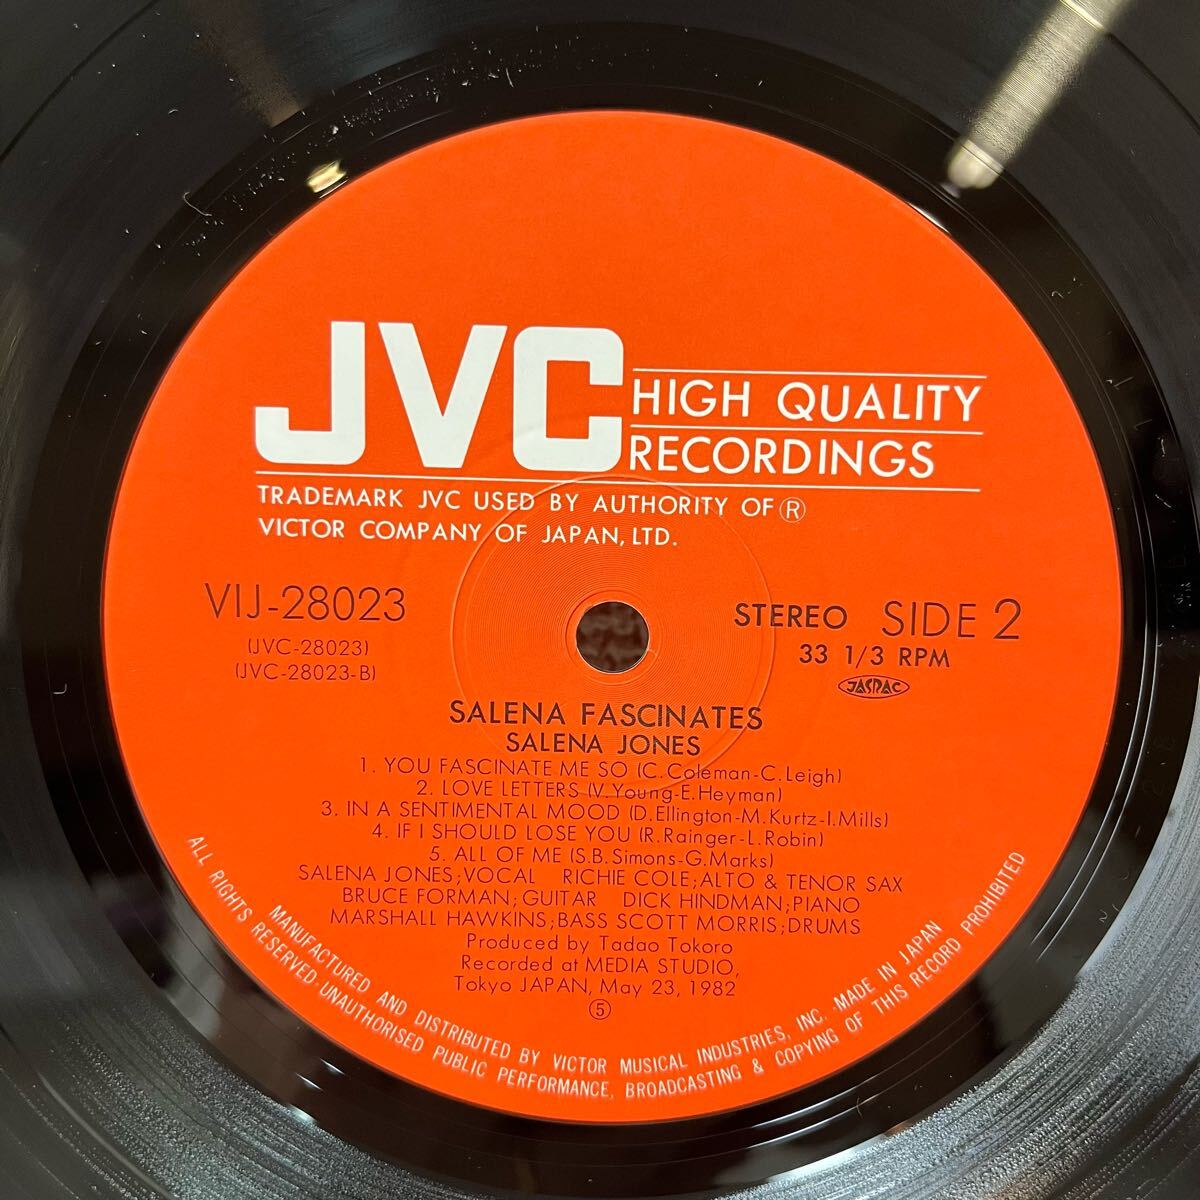 JVC HIGH QUALITY
RECORDINGS
TRADEMARK JVC USED BY AUTHORITY OF Ⓡ
VICTOR COMPANY OF JAPAN, LTD.
VIJ-28023
(JVC-28023)
(JVC-28023-B)
STEREO SIDE 2
33 1/3 RPM
JASRAC
SALENA FASCINATES
SALENA JONES
1. YOU FASCINATE ME SO (C. Coleman-C. Leigh)
2. LOVE LETTERS (V. Young-E. Heyman)
3. IN A SENTIMENTAL MOOD (D. Ellington-M. Kurtz-I. Mills)
4. IF I SHOULD LOSE YOU (R. Rainger-L. Robin)
5. ALL OF ME (S.B. Simons-G. Marks)
SALENA JONES; VOCAL RICHIE COLE; ALTO & TENOR SAX
BRUCE FORMAN; GUITAR DICK HINDMAN; PIANO
MARSHALL HAWKINS; BASS SCOTT MORRIS; DRUMS
Produced by Tadao Tokoro
Recorded at MEDIA STUDIO,
Tokyo JAPAN, May 23, 1982
⑤
MANUFACTURED AND DISTRIBUTED BY VICTOR MUSICAL INDUSTRIES, INC. MADE IN JAPAN
ALL RIGHTS RESERVED·UNAUTHORISED PUBLIC PERFORMANCE, BROADCASTING & COPYING OF THIS RECORD PROHIBITED